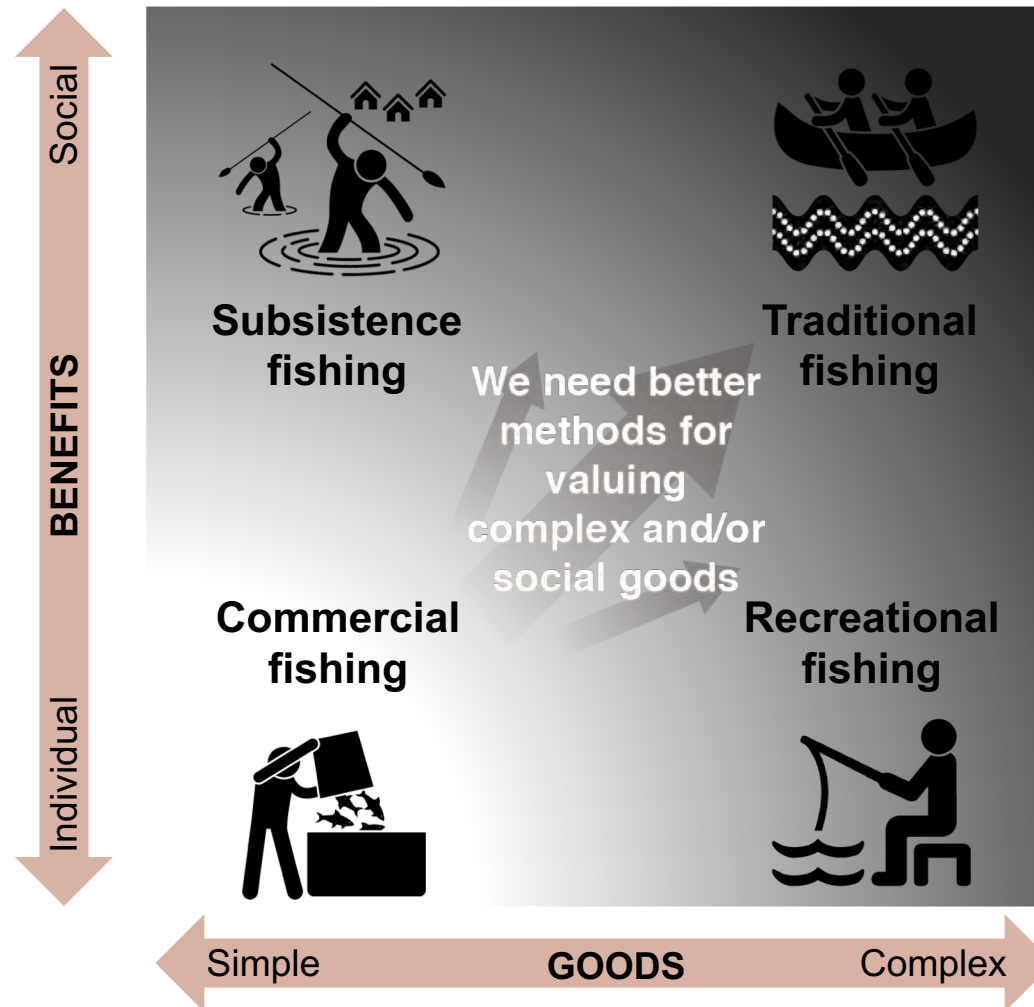 Social
BENEFITS
Individual
Subsistence
fishing
Traditional
fishing
We need better
methods for
valuing
complex and/or
social goods
Commercial
fishing
Recreational
fishing
Simple
GOODS
Complex